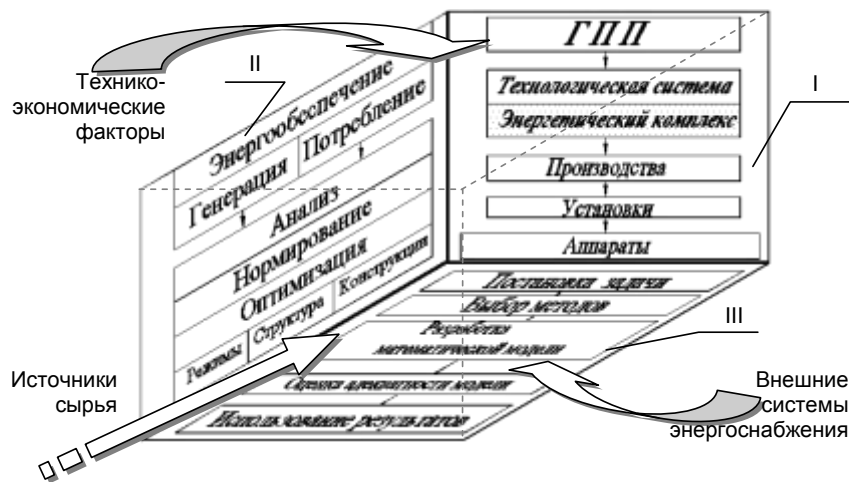 Технико-
экономические
факторы
II
Энергообеспечение
Генерация
Потребление
Анализ
Нормирование
Оптимизация
Режимы
Структура
Конструкции
ГПП
Технологическая система
Энергетический комплекс
Производства
Установки
Аппараты
I
Постановка задачи
Выбор методов
Разработка
математической модели
Оценка адекватности модели
Использование результатов
III
Источники
сырья
Внешние
системы
энергоснабжения